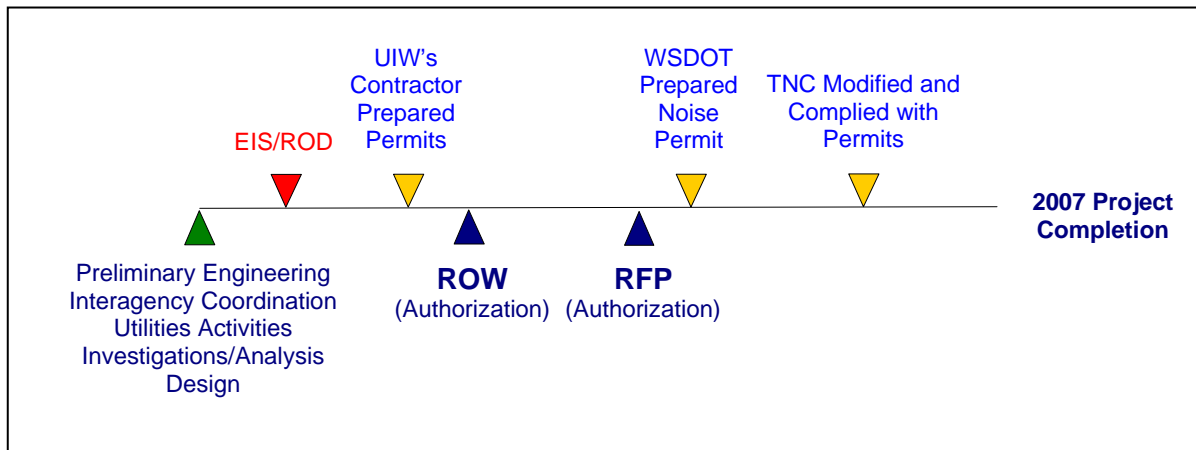 UIW's
Contractor
Prepared
Permits
WSDOT
Prepared
Noise
Permit
TNC Modified and
Complied with
Permits
EIS/ROD
2007 Project
Completion
Preliminary Engineering
Interagency Coordination
Utilities Activities
Investigations/Analysis
Design
ROW
(Authorization)
RFP
(Authorization)